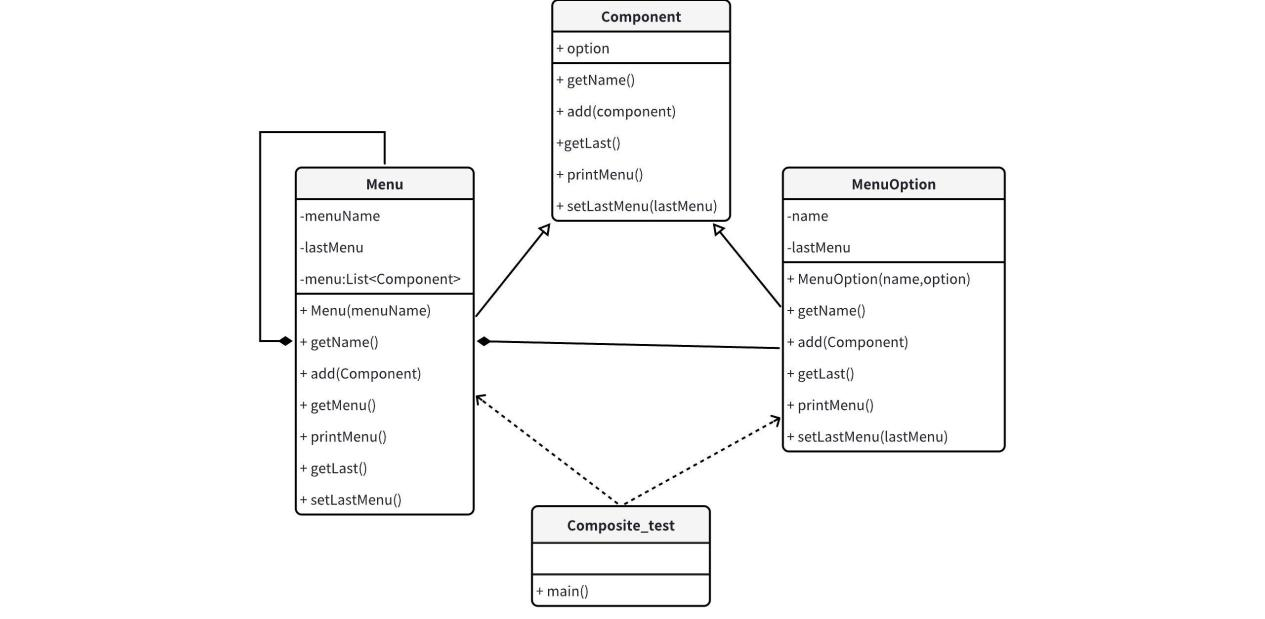 Component
+ option
+ getName()
+ add(component)
+getLast()
+ printMenu()
+ setLastMenu(lastMenu)
Menu
-menuName
-lastMenu
-menu:List<Component>
+ Menu(menuName)
+ getName()
+ add(Component)
+ getMenu()
+ printMenu()
+ getLast()
+ setLastMenu()
MenuOption
-name
-lastMenu
+ MenuOption(name,option)
+ getName()
+ add(Component)
+ getLast()
+ printMenu()
+ setLastMenu(lastMenu)
Composite_test
+ main()